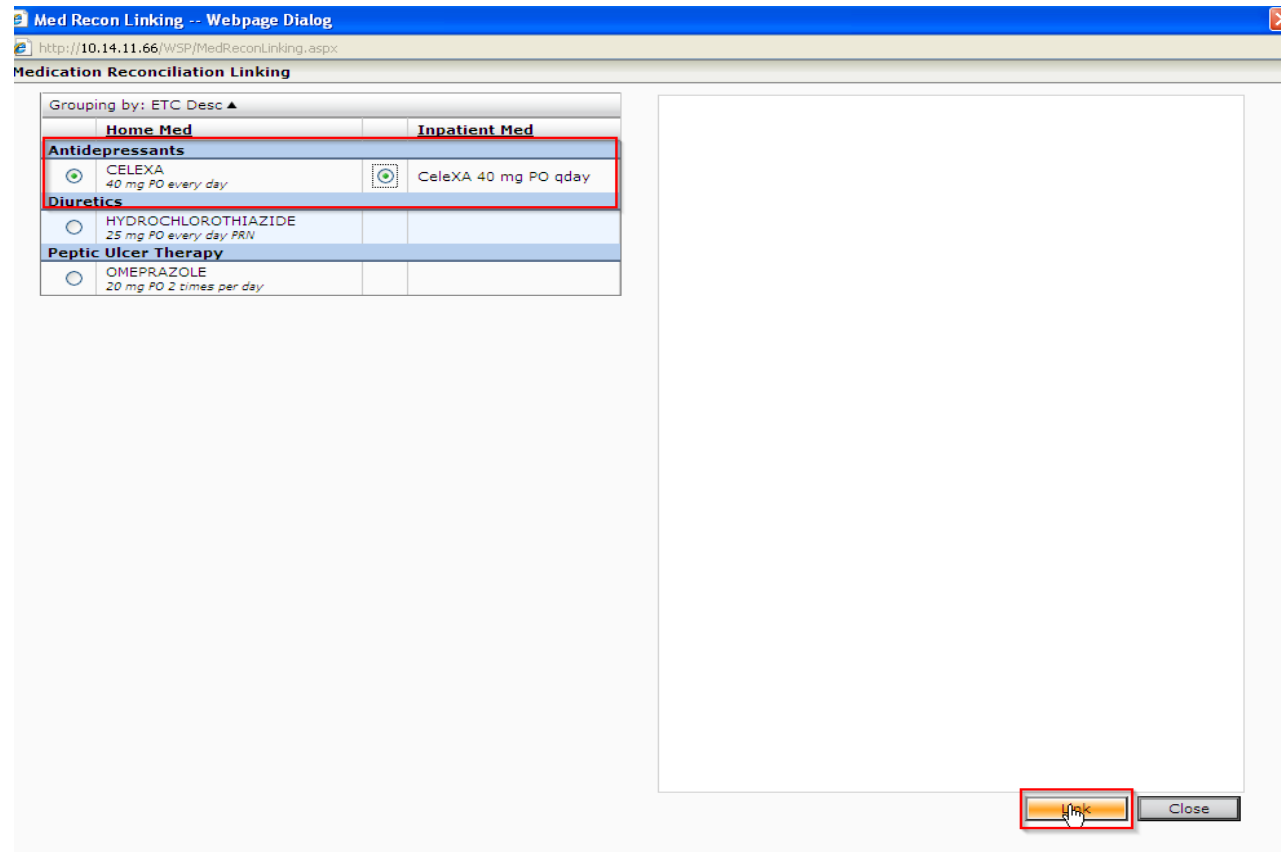 Med Recon Linking -- Webpage Dialog
http://10.14.11.66/WSP/MedReconLinking.aspx
Medication Reconciliation Linking
Grouping by: ETC Desc ▲
Home Med Inpatient Med
Antidepressants
CELEXA
40 mg PO every day
CeleXA 40 mg PO qday
Diuretics
HYDROCHLOROTHIAZIDE
25 mg PO every day PRN
Peptic Ulcer Therapy
OMEPRAZOLE
20 mg PO 2 times per day
Link Close